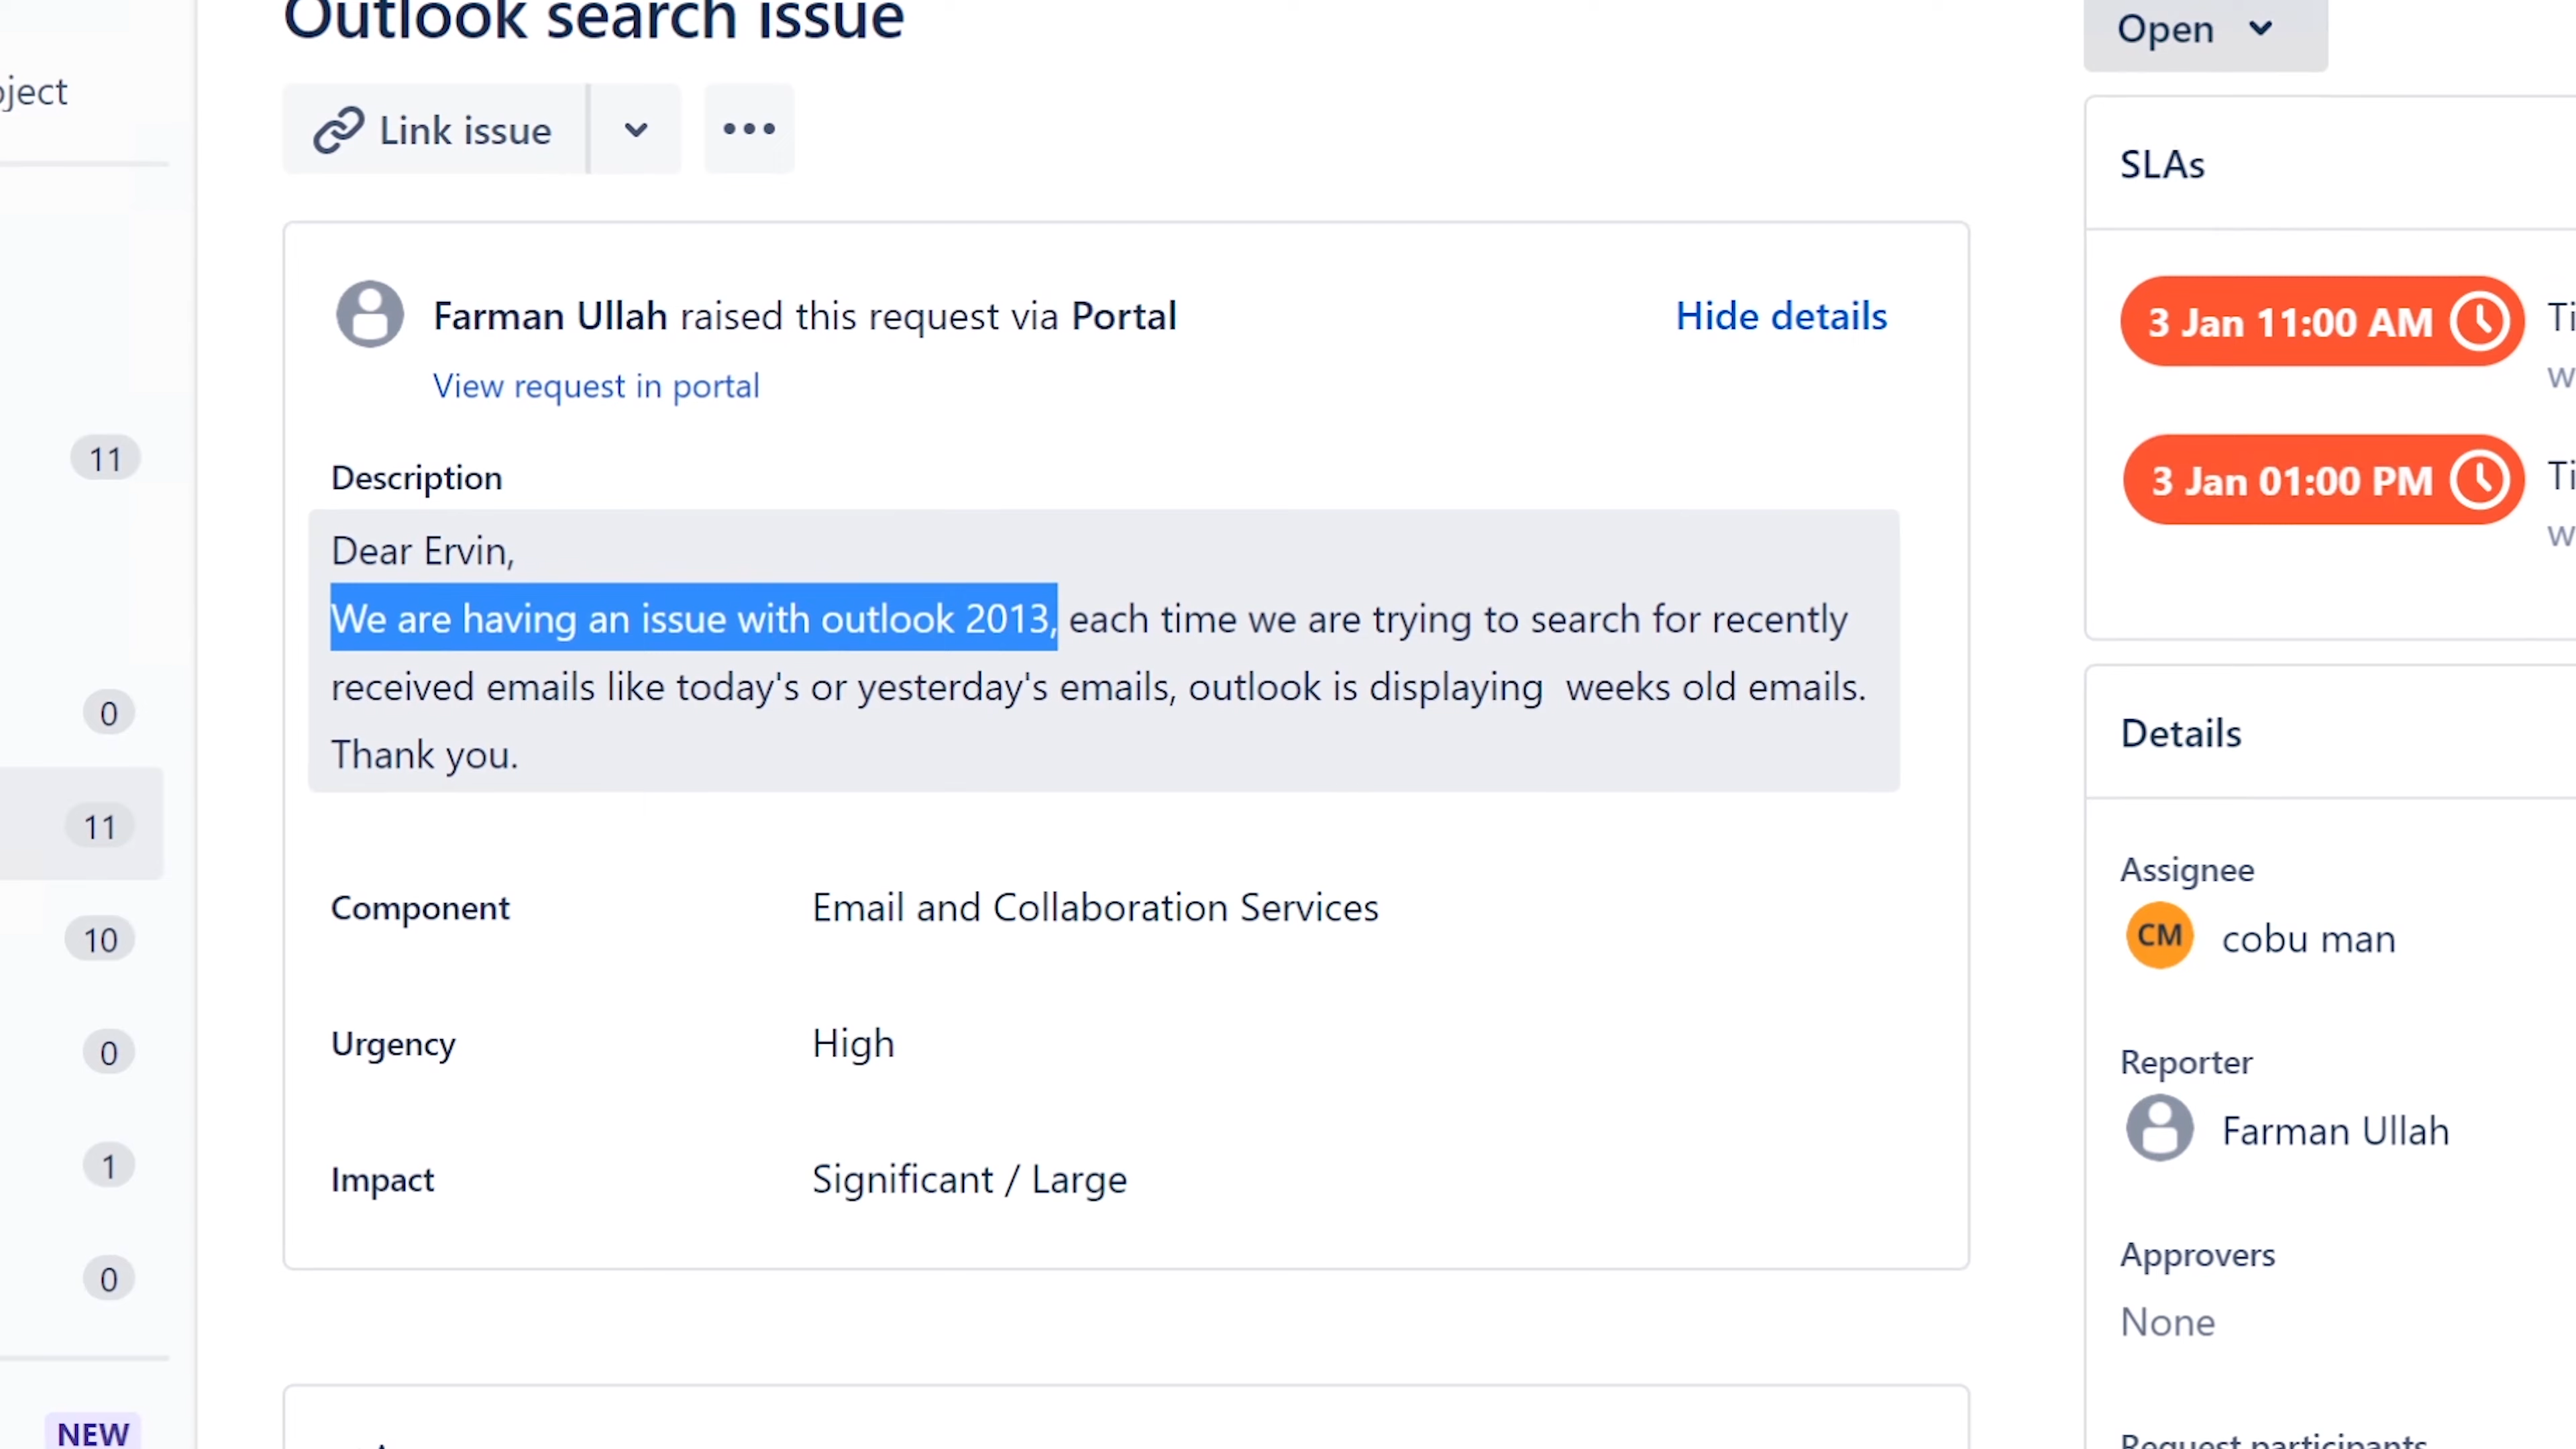 Outlook search issue
Open
oject
Link issue
SLAs
Farman Ullah raised this request via Portal
Hide details
3 Jan 11:00 AM
View request in portal
11
Description
3 Jan 01:00 PM
Dear Ervin,
We are having an issue with outlook 2013, each time we are trying to search for recently
received emails like today's or yesterday's emails, outlook is displaying  weeks old emails.
Thank you.
0
Details
11
Assignee
Component
Email and Collaboration Services
CM
cobu man
10
Urgency
High
0
Reporter
Farman Ullah
1
Impact
Significant / Large
Approvers
0
None
NEW
Request participants